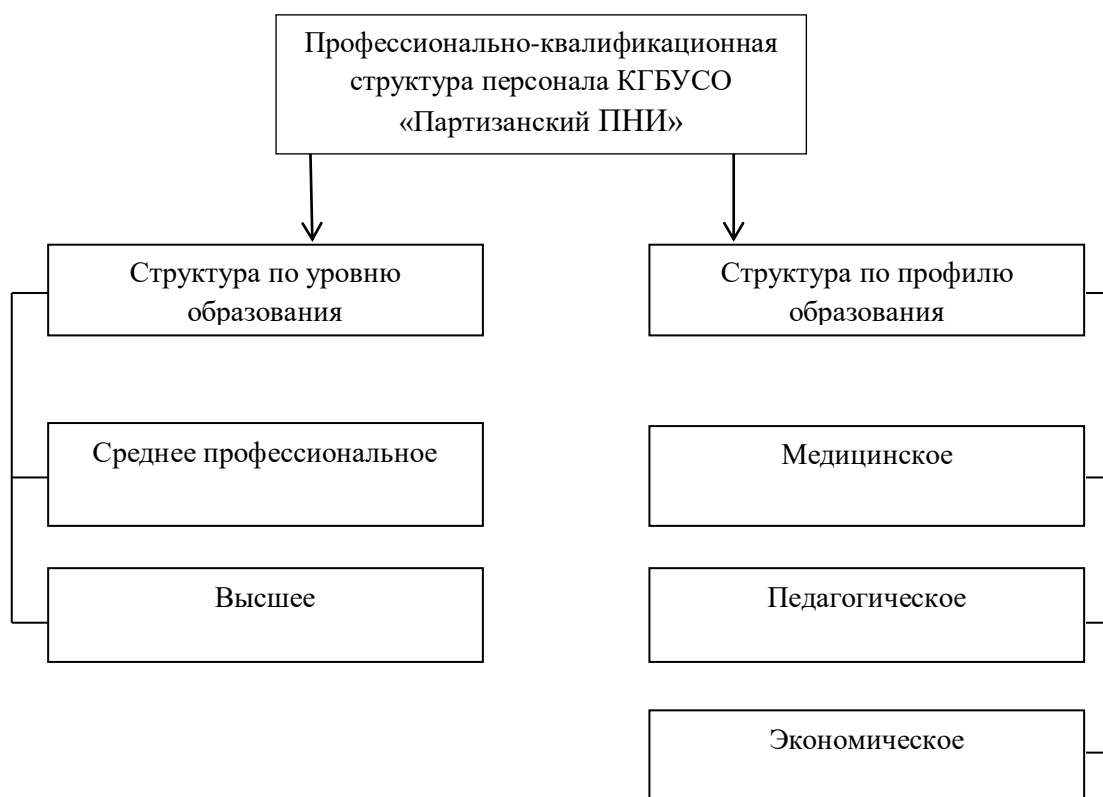 Профессионально-квалификационная
структура персонала КГБУСО
«Партизанский ПНИ»
Структура по уровню
образования
Структура по профилю
образования
Среднее профессиональное
Медицинское
Высшее
Педагогическое
Экономическое